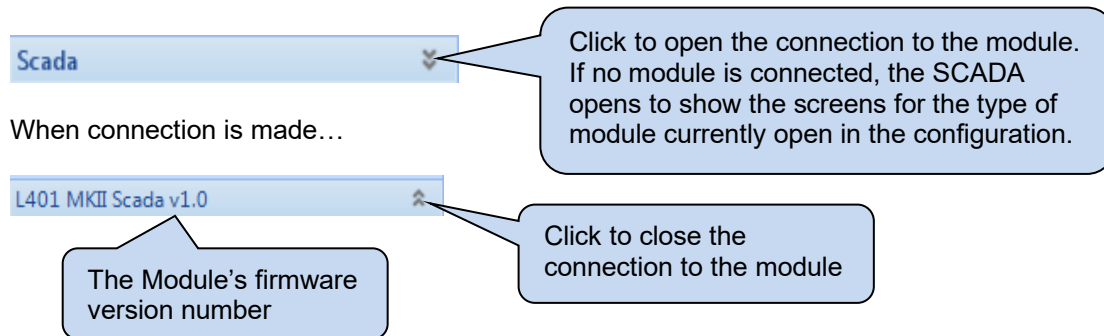 Scada
Click to open the connection to the module.
If no module is connected, the SCADA
opens to show the screens for the type of
module currently open in the configuration.
When connection is made…
L401 MKII Scada v1.0
Click to close the
connection to the module
The Module’s firmware
version number